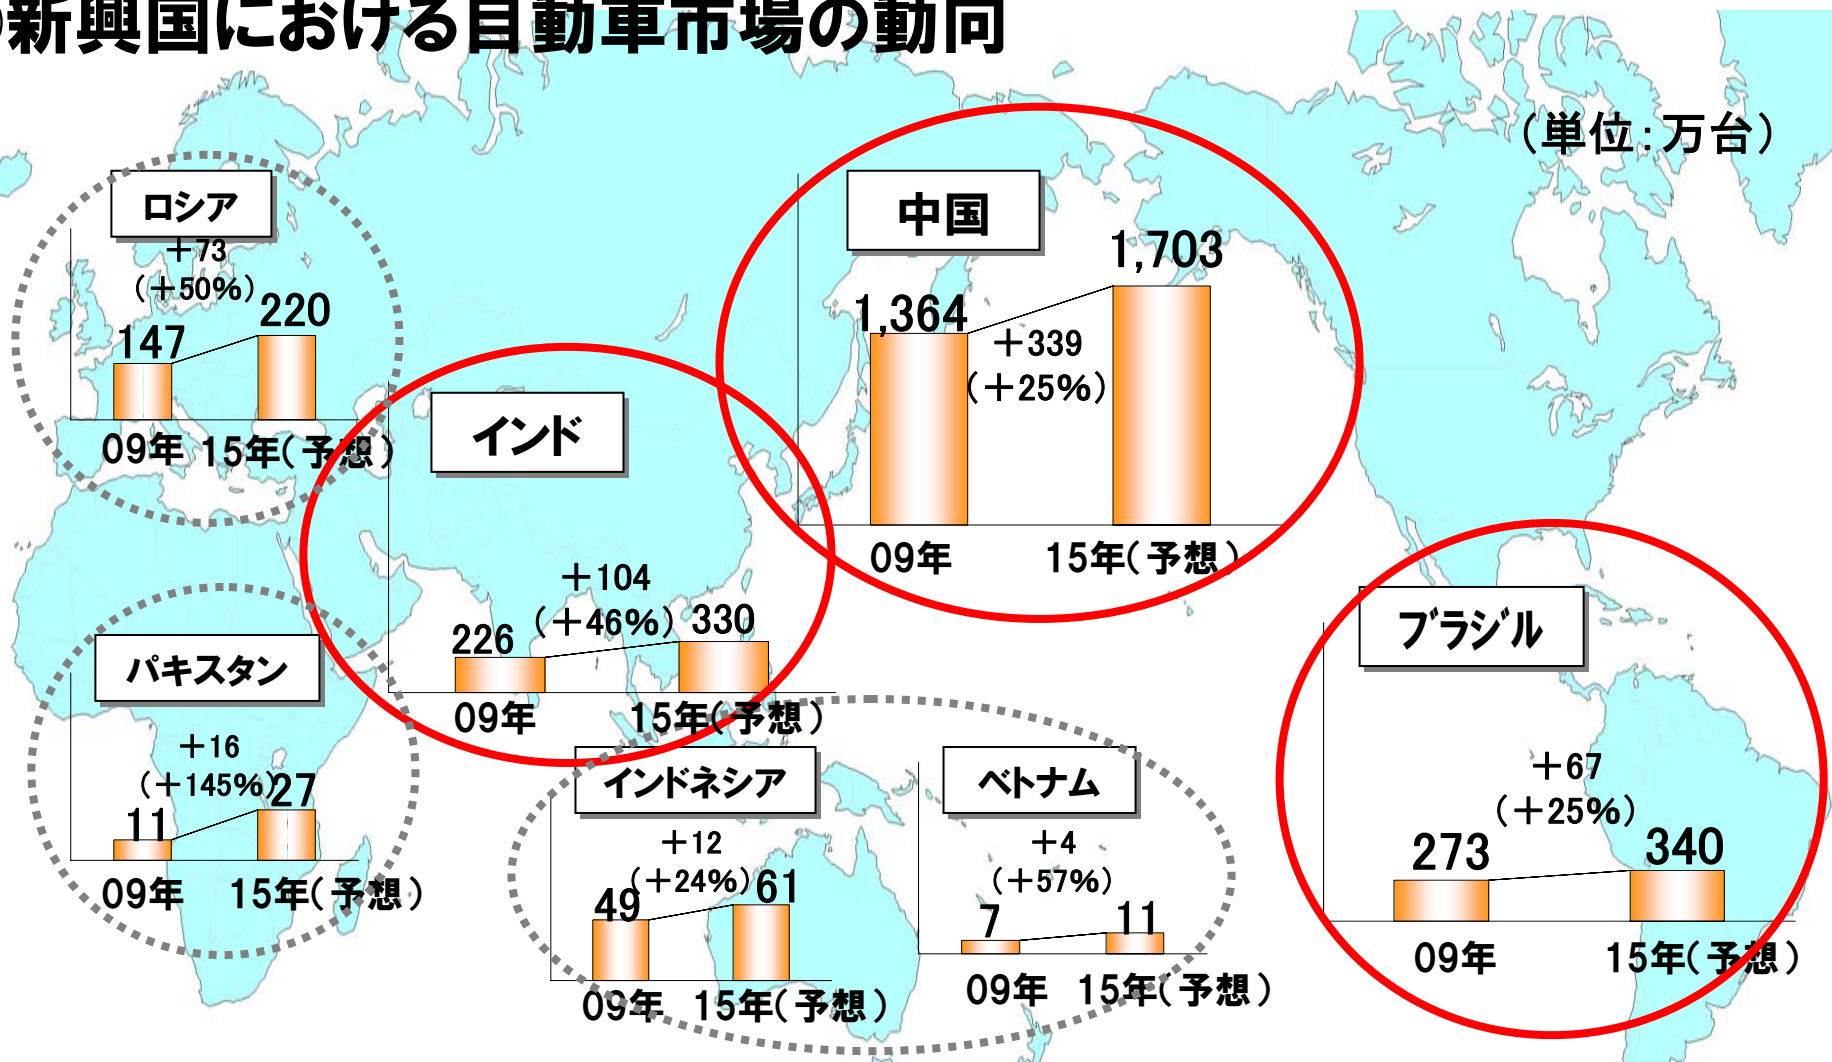 新興国における自動車市場の動向
（単位：万台）
ロシア
＋73
（＋50%）
147
220
09年
15年（予想）
中国
1,364
1,703
＋339
（＋25%）
09年
15年（予想）
インド
＋104
（＋46%）
226
330
09年
15年（予想）
パキスタン
＋16
（＋145%）
11
27
09年
15年（予想）
インドネシア
＋12
（＋24%）
49
61
09年
15年（予想）
ベトナム
＋4
（＋57%）
7
11
09年
15年（予想）
ブラジル
＋67
（＋25%）
273
340
09年
15年（予想）